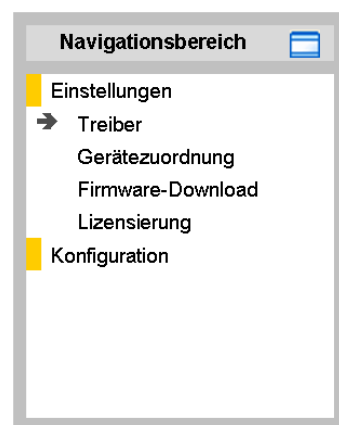 Navigationsbereich
Einstellungen
Treiber
Gerätezuordnung
Firmware-Download
Lizensierung
Konfiguration